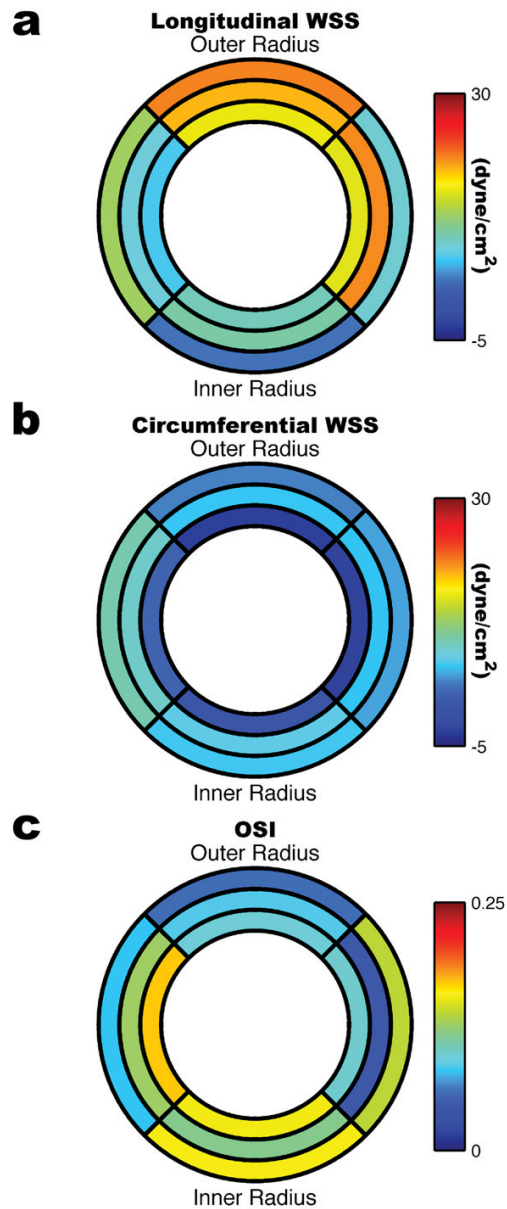 a
Longitudinal WSS
Outer Radius
30
(dyne/cm²)
-5
Inner Radius
b
Circumferential WSS
Outer Radius
30
(dyne/cm²)
-5
Inner Radius
c
OSI
Outer Radius
0.25
0
Inner Radius